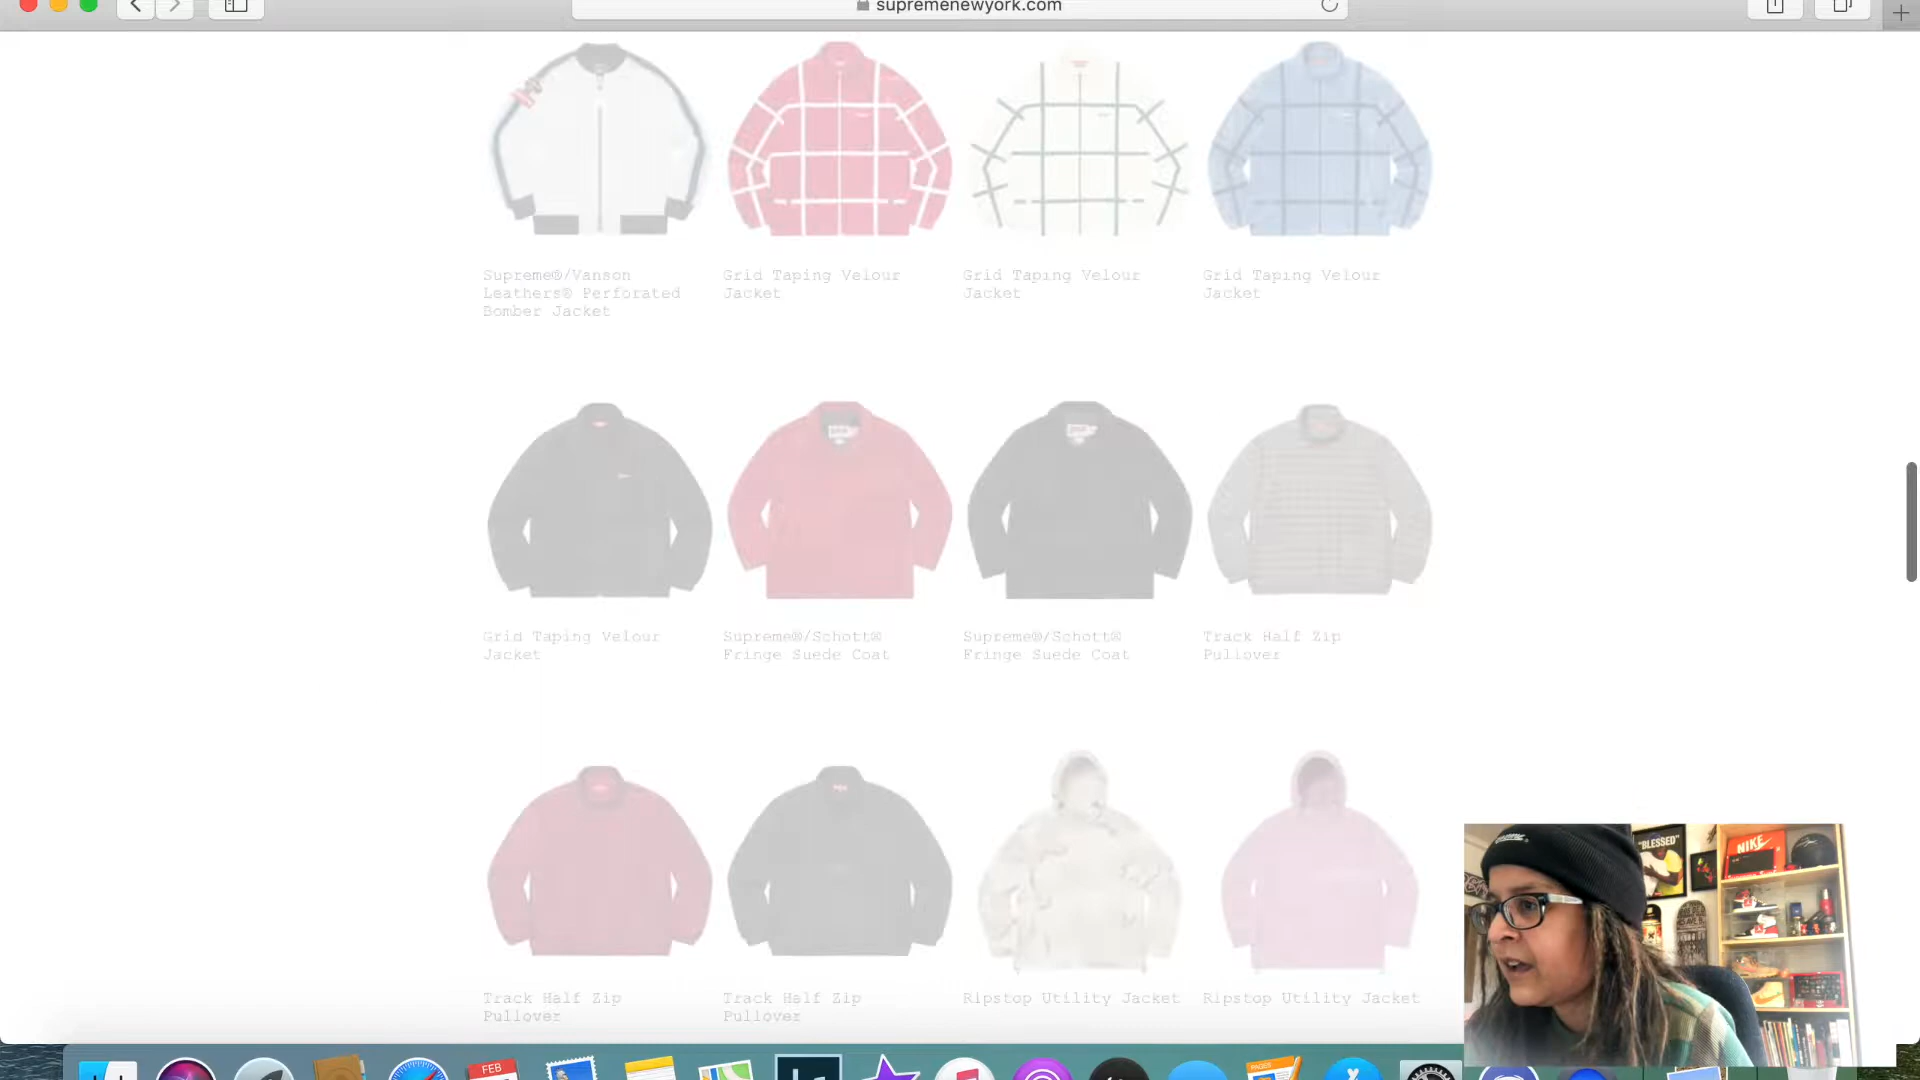 supremenewyork.com
Supreme®/Vanson
Leathers® Perforated
Bomber Jacket
Grid Taping Velour
Jacket
Grid Taping Velour
Jacket
Grid Taping Velour
Jacket
Grid Taping Velour
Jacket
Supreme®/Schott®
Fringe Suede Coat
Supreme®/Schott®
Fringe Suede Coat
Track Half Zip
Pullover
Track Half Zip
Pullover
Track Half Zip
Pullover
Ripstop Utility Jacket
Ripstop Utility Jacket
"BLESSED"
NIKE
FEB
PAGES